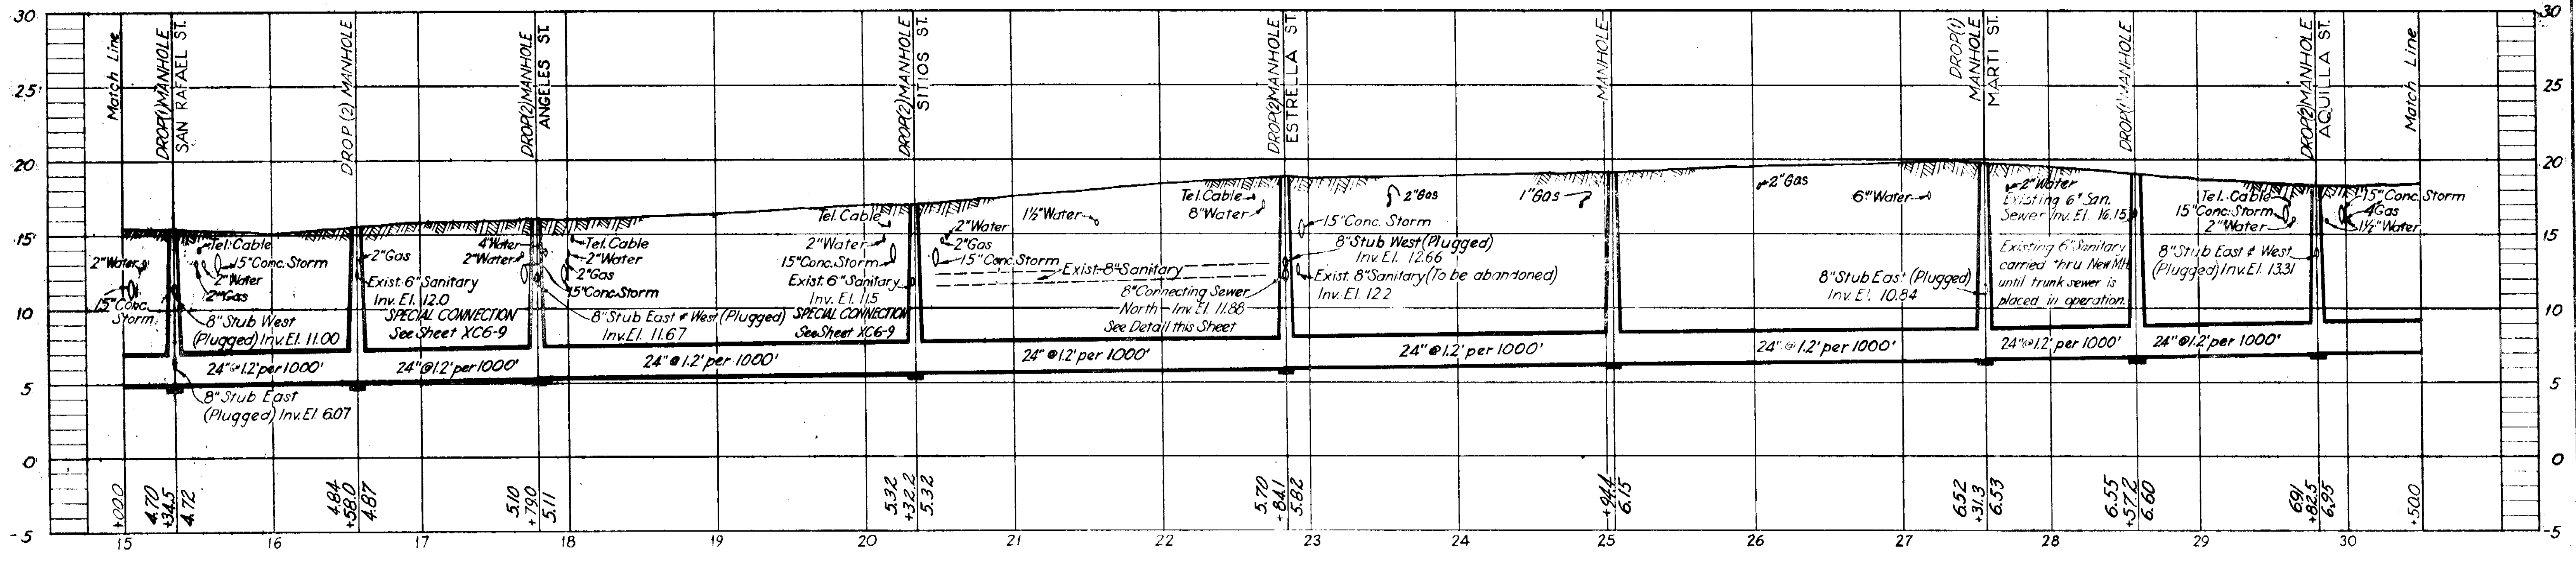 30
25
20
15
10
5
0
-5
Match Line
DROP(1)MANHOLE
SAN RAFAEL ST.
DROP (2) MANHOLE
DROP(2)MANHOLE
ANGELES ST.
DROP(2)MANHOLE
SITIOS ST.
DROP(2)MANHOLE
ESTRELLA ST.
MANHOLE
DROP(1)
MANHOLE
MARTI ST.
DROP(1)MANHOLE
DROP(2)MANHOLE
AQUILLA ST.
Match Line
30
25
20
15
10
5
0
-5
2"Water
15"Conc.
Storm
Tel. Cable
15"Conc. Storm
2"Water
2"Gas
8"Stub West
(Plugged) Inv.El. 11.00
24"@1.2'per 1000'
8"Stub East
(Plugged) Inv.El. 6.07
2"Gas
Exist. 6"Sanitary
Inv. El. 12.0
SPECIAL CONNECTION
See Sheet XC6-9
24"@1.2'per 1000'
4"Water
2"Water
Tel. Cable
2"Water
2"Gas
15"Conc.Storm
8"Stub East & West (Plugged)
Inv.El. 11.67
24"@1.2'per 1000'
Tel. Cable
2"Water
15"Conc.Storm
Exist. 6"Sanitary
Inv. El. 11.5
SPECIAL CONNECTION
See Sheet XC6-9
2"Water
2"Gas
15"Conc.Storm
1½"Water
Exist-8"Sanitary
24"@1.2'per 1000'
Tel. Cable
8"Water
8"Connecting Sewer
North-Inv. El. 11.88
See Detail this Sheet
2"Gas
15"Conc. Storm
8"Stub West(Plugged)
Inv. El. 12.66
Exist. 8"Sanitary(To be abandoned)
Inv. El. 12.2
24"@1.2'per 1000'
1"Gas
2"Gas
6"Water
8"Stub East (Plugged)
Inv. El. 10.84
24"@1.2'per 1000'
2"Water
Existing 6"San.
Sewer Inv. El. 16.15
Existing 6"Sanitary
carried thru New MH
until trunk sewer is
placed in operation.
24"@1.2'per 1000'
Tel. Cable
15"Conc. Storm
2"Water
8"Stub East & West
(Plugged) Inv.El. 13.31
24"@1.2'per 1000'
15"Conc. Storm
4"Gas
1½"Water
+00.0
4.70
+34.5
4.72
4.84
+58.0
4.87
5.10
+79.0
5.11
5.32
+32.2
5.32
5.70
+84.1
5.82
6.15
6.52
+31.3
6.53
6.55
+57.2
6.60
6.91
+82.5
6.95
+50.0
15
16
17
18
19
20
21
22
23
24
25
26
27
28
29
30